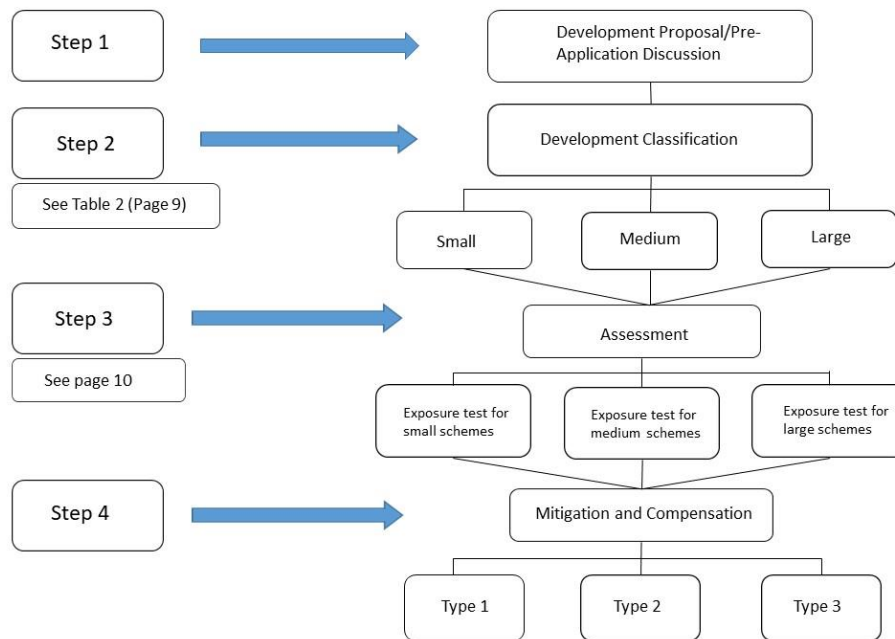 Step 1
Development Proposal/Pre-
Application Discussion
Step 2
Development Classification
See Table 2 (Page 9)
Small
Medium
Large
Step 3
Assessment
See page 10
Exposure test for
small schemes
Exposure test for
medium schemes
Exposure test for
large schemes
Step 4
Mitigation and Compensation
Type 1
Type 2
Type 3